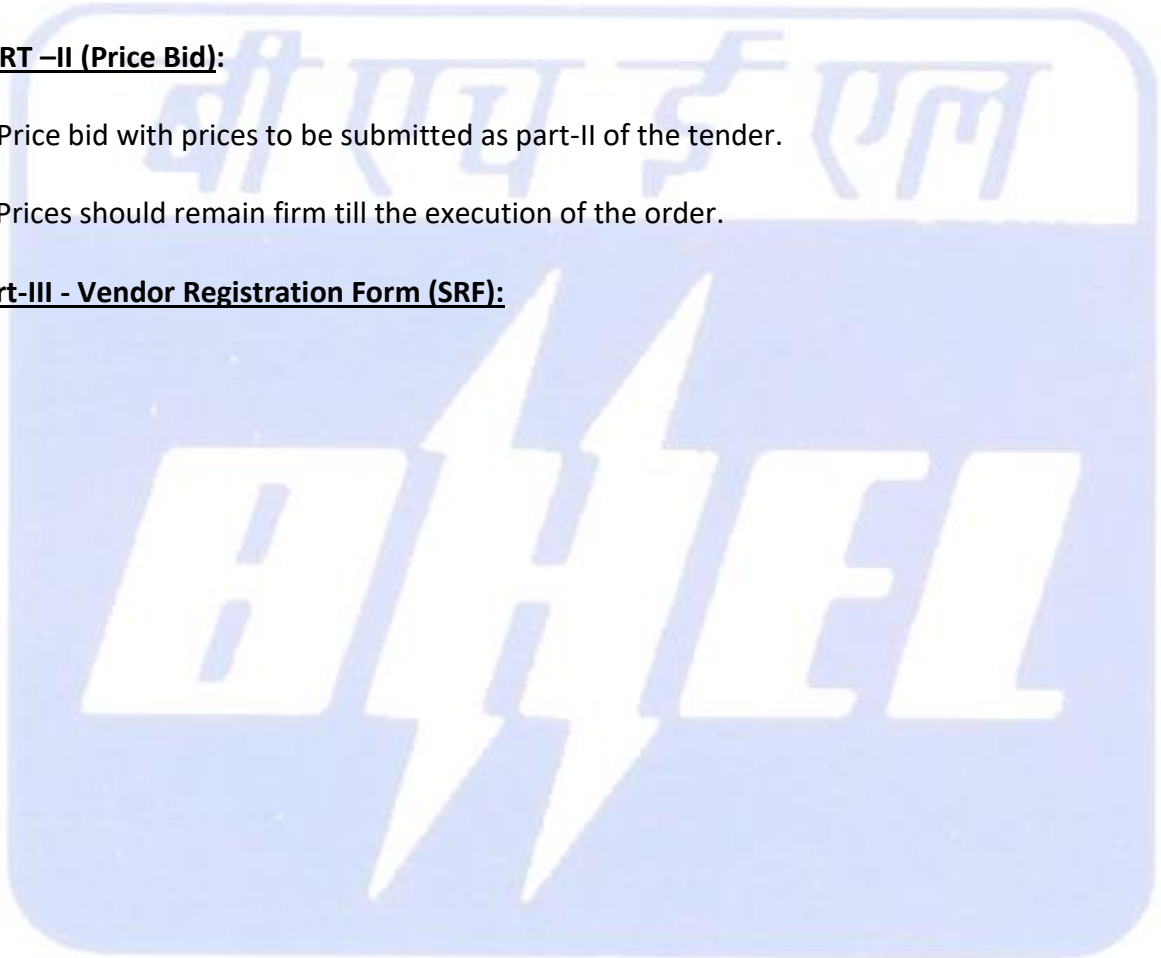 बी एच ई एल
RT –II (Price Bid):
Price bid with prices to be submitted as part-II of the tender.
Prices should remain firm till the execution of the order.
rt-III - Vendor Registration Form (SRF):
BHEL